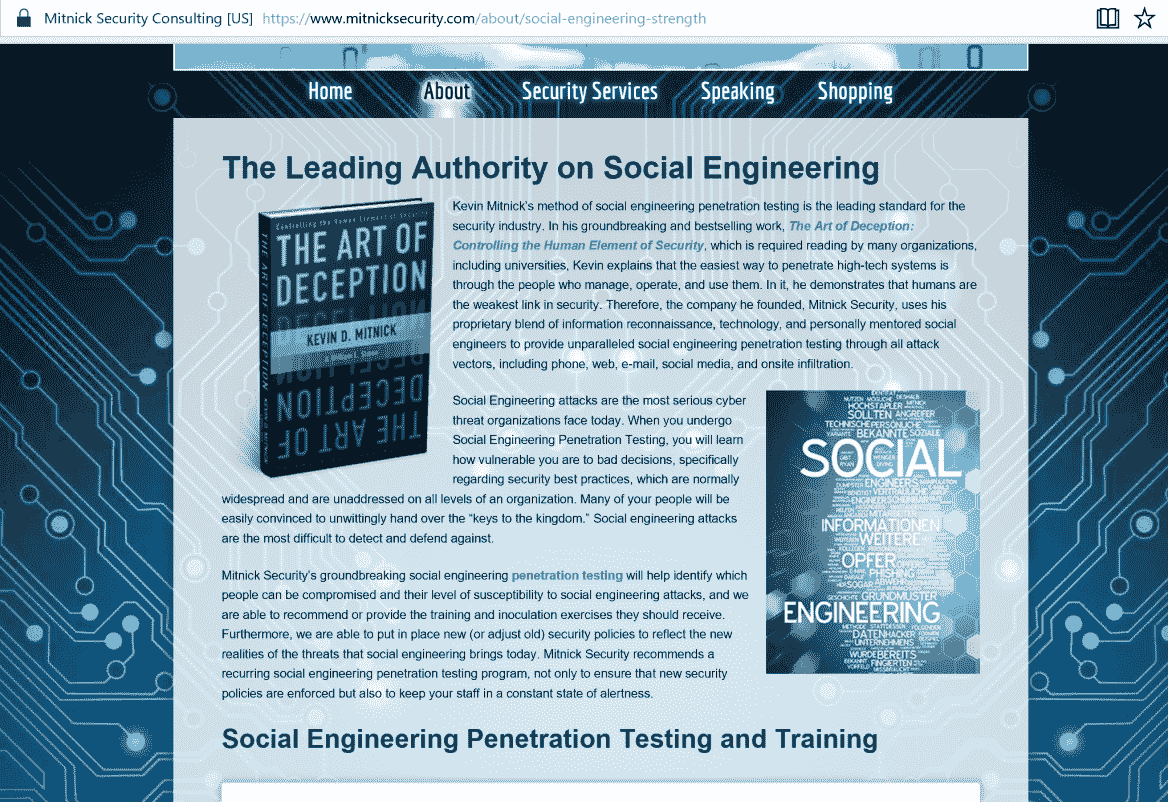 Mitnick Security Consulting [US] https://www.mitnicksecurity.com/about/social-engineering-strength
Home About Security Services Speaking Shopping
The Leading Authority on Social Engineering
Controlling the Human Element of Security
THE ART OF
DECEPTION
KEVIN D. MITNICK
THE ART OF DECEPTION
Kevin Mitnick's method of social engineering penetration testing is the leading standard for the
security industry. In his groundbreaking and bestselling work, The Art of Deception:
Controlling the Human Element of Security, which is required reading by many organizations,
including universities, Kevin explains that the easiest way to penetrate high-tech systems is
through the people who manage, operate, and use them. In it, he demonstrates that humans are
the weakest link in security. Therefore, the company he founded, Mitnick Security, uses his
proprietary blend of information reconnaissance, technology, and personally mentored social
engineers to provide unparalleled social engineering penetration testing through all attack
vectors, including phone, web, e-mail, social media, and onsite infiltration.
Social Engineering attacks are the most serious cyber
threat organizations face today. When you undergo
Social Engineering Penetration Testing, you will learn
how vulnerable you are to bad decisions, specifically
regarding security best practices, which are normally
widespread and are unaddressed on all levels of an organization. Many of your people will be
easily convinced to unwittingly hand over the “keys to the kingdom.” Social engineering attacks
are the most difficult to detect and defend against.
HOCHSTAPLER
SOLLTEN ANGREIFER
TECHNISCHE PERSÖNLICHE
BEKANNTE SOZIALE
SOCIAL
ENGINEERS
VERTRAULICHE
INFORMATIONEN
WEITERE
OPFER
PHISHING
SOGAR ABWEHR
GRUNDMUSTER
ENGINEERING
DATEN HACKER
UNTERNEHMENS
WURDE BEREITS
FINGIERTEN
Mitnick Security's groundbreaking social engineering penetration testing will help identify which
people can be compromised and their level of susceptibility to social engineering attacks, and we
are able to recommend or provide the training and inoculation exercises they should receive.
Furthermore, we are able to put in place new (or adjust old) security policies to reflect the new
realities of the threats that social engineering brings today. Mitnick Security recommends a
recurring social engineering penetration testing program, not only to ensure that new security
policies are enforced but also to keep your staff in a constant state of alertness.
Social Engineering Penetration Testing and Training